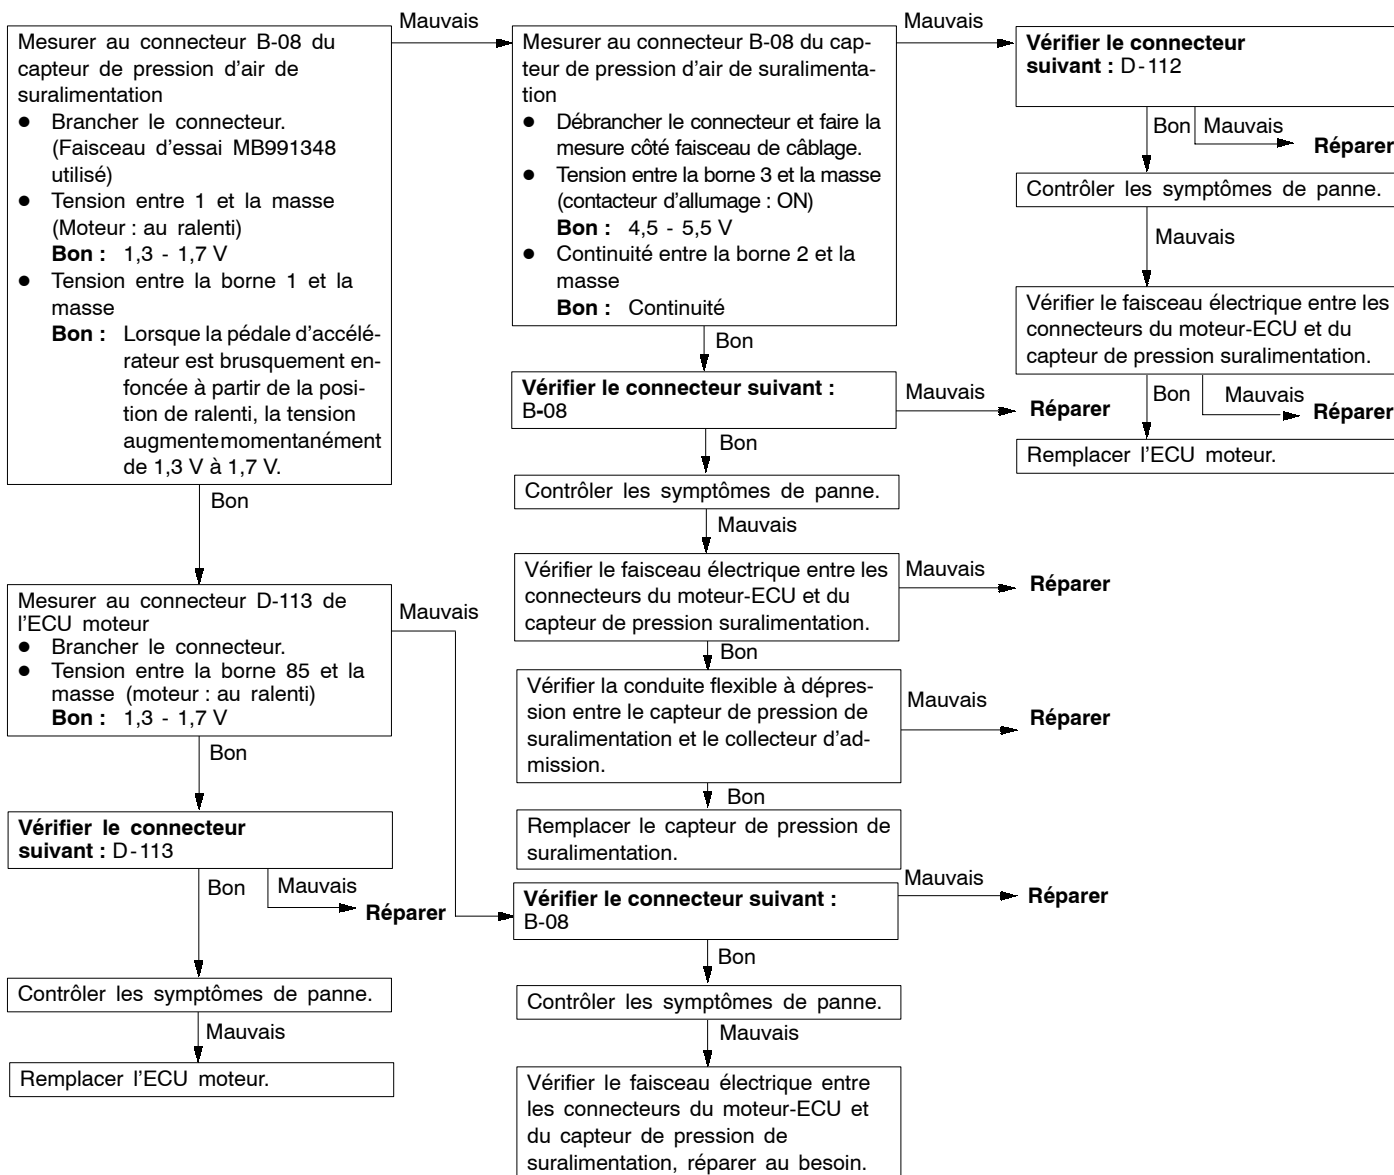 Mauvais
Mesurer au connecteur B-08 du
capteur de pression d'air de
suralimentation
● Brancher le connecteur.
(Faisceau d'essai MB991348
utilisé)
● Tension entre 1 et la masse
(Moteur : au ralenti)
Bon : 1,3 - 1,7 V
● Tension entre la borne 1 et la
masse
Bon : Lorsque la pédale d'accélé-
rateur est brusquement en-
foncée à partir de la posi-
tion de ralenti, la tension
augmente momentanément
de 1,3 V à 1,7 V.
Bon
Mesurer au connecteur D-113 de
l'ECU moteur
● Brancher le connecteur.
● Tension entre la borne 85 et la
masse (moteur : au ralenti)
Bon : 1,3 - 1,7 V
Mauvais
Bon
Vérifier le connecteur
suivant : D-113
Bon
Mauvais
Réparer
Contrôler les symptômes de panne.
Mauvais
Remplacer l'ECU moteur.
Mauvais
Mesurer au connecteur B-08 du cap-
teur de pression d'air de suralimenta-
tion
● Débrancher le connecteur et faire la
mesure côté faisceau de câblage.
● Tension entre la borne 3 et la masse
(contacteur d'allumage : ON)
Bon : 4,5 - 5,5 V
● Continuité entre la borne 2 et la
masse
Bon : Continuité
Bon
Vérifier le connecteur suivant :
B-08
Mauvais
Réparer
Bon
Contrôler les symptômes de panne.
Mauvais
Vérifier le faisceau électrique entre les
connecteurs du moteur-ECU et du
capteur de pression suralimentation.
Mauvais
Réparer
Bon
Vérifier la conduite flexible à dépres-
sion entre le capteur de pression de
suralimentation et le collecteur d'ad-
mission.
Mauvais
Réparer
Bon
Remplacer le capteur de pression de
suralimentation.
Vérifier le connecteur suivant :
B-08
Mauvais
Réparer
Bon
Contrôler les symptômes de panne.
Mauvais
Vérifier le faisceau électrique entre
les connecteurs du moteur-ECU et
du capteur de pression de
suralimentation, réparer au besoin.
Vérifier le connecteur
suivant : D-112
Bon
Mauvais
Réparer
Contrôler les symptômes de panne.
Mauvais
Vérifier le faisceau électrique entre les
connecteurs du moteur-ECU et du
capteur de pression suralimentation.
Bon
Mauvais
Réparer
Remplacer l'ECU moteur.